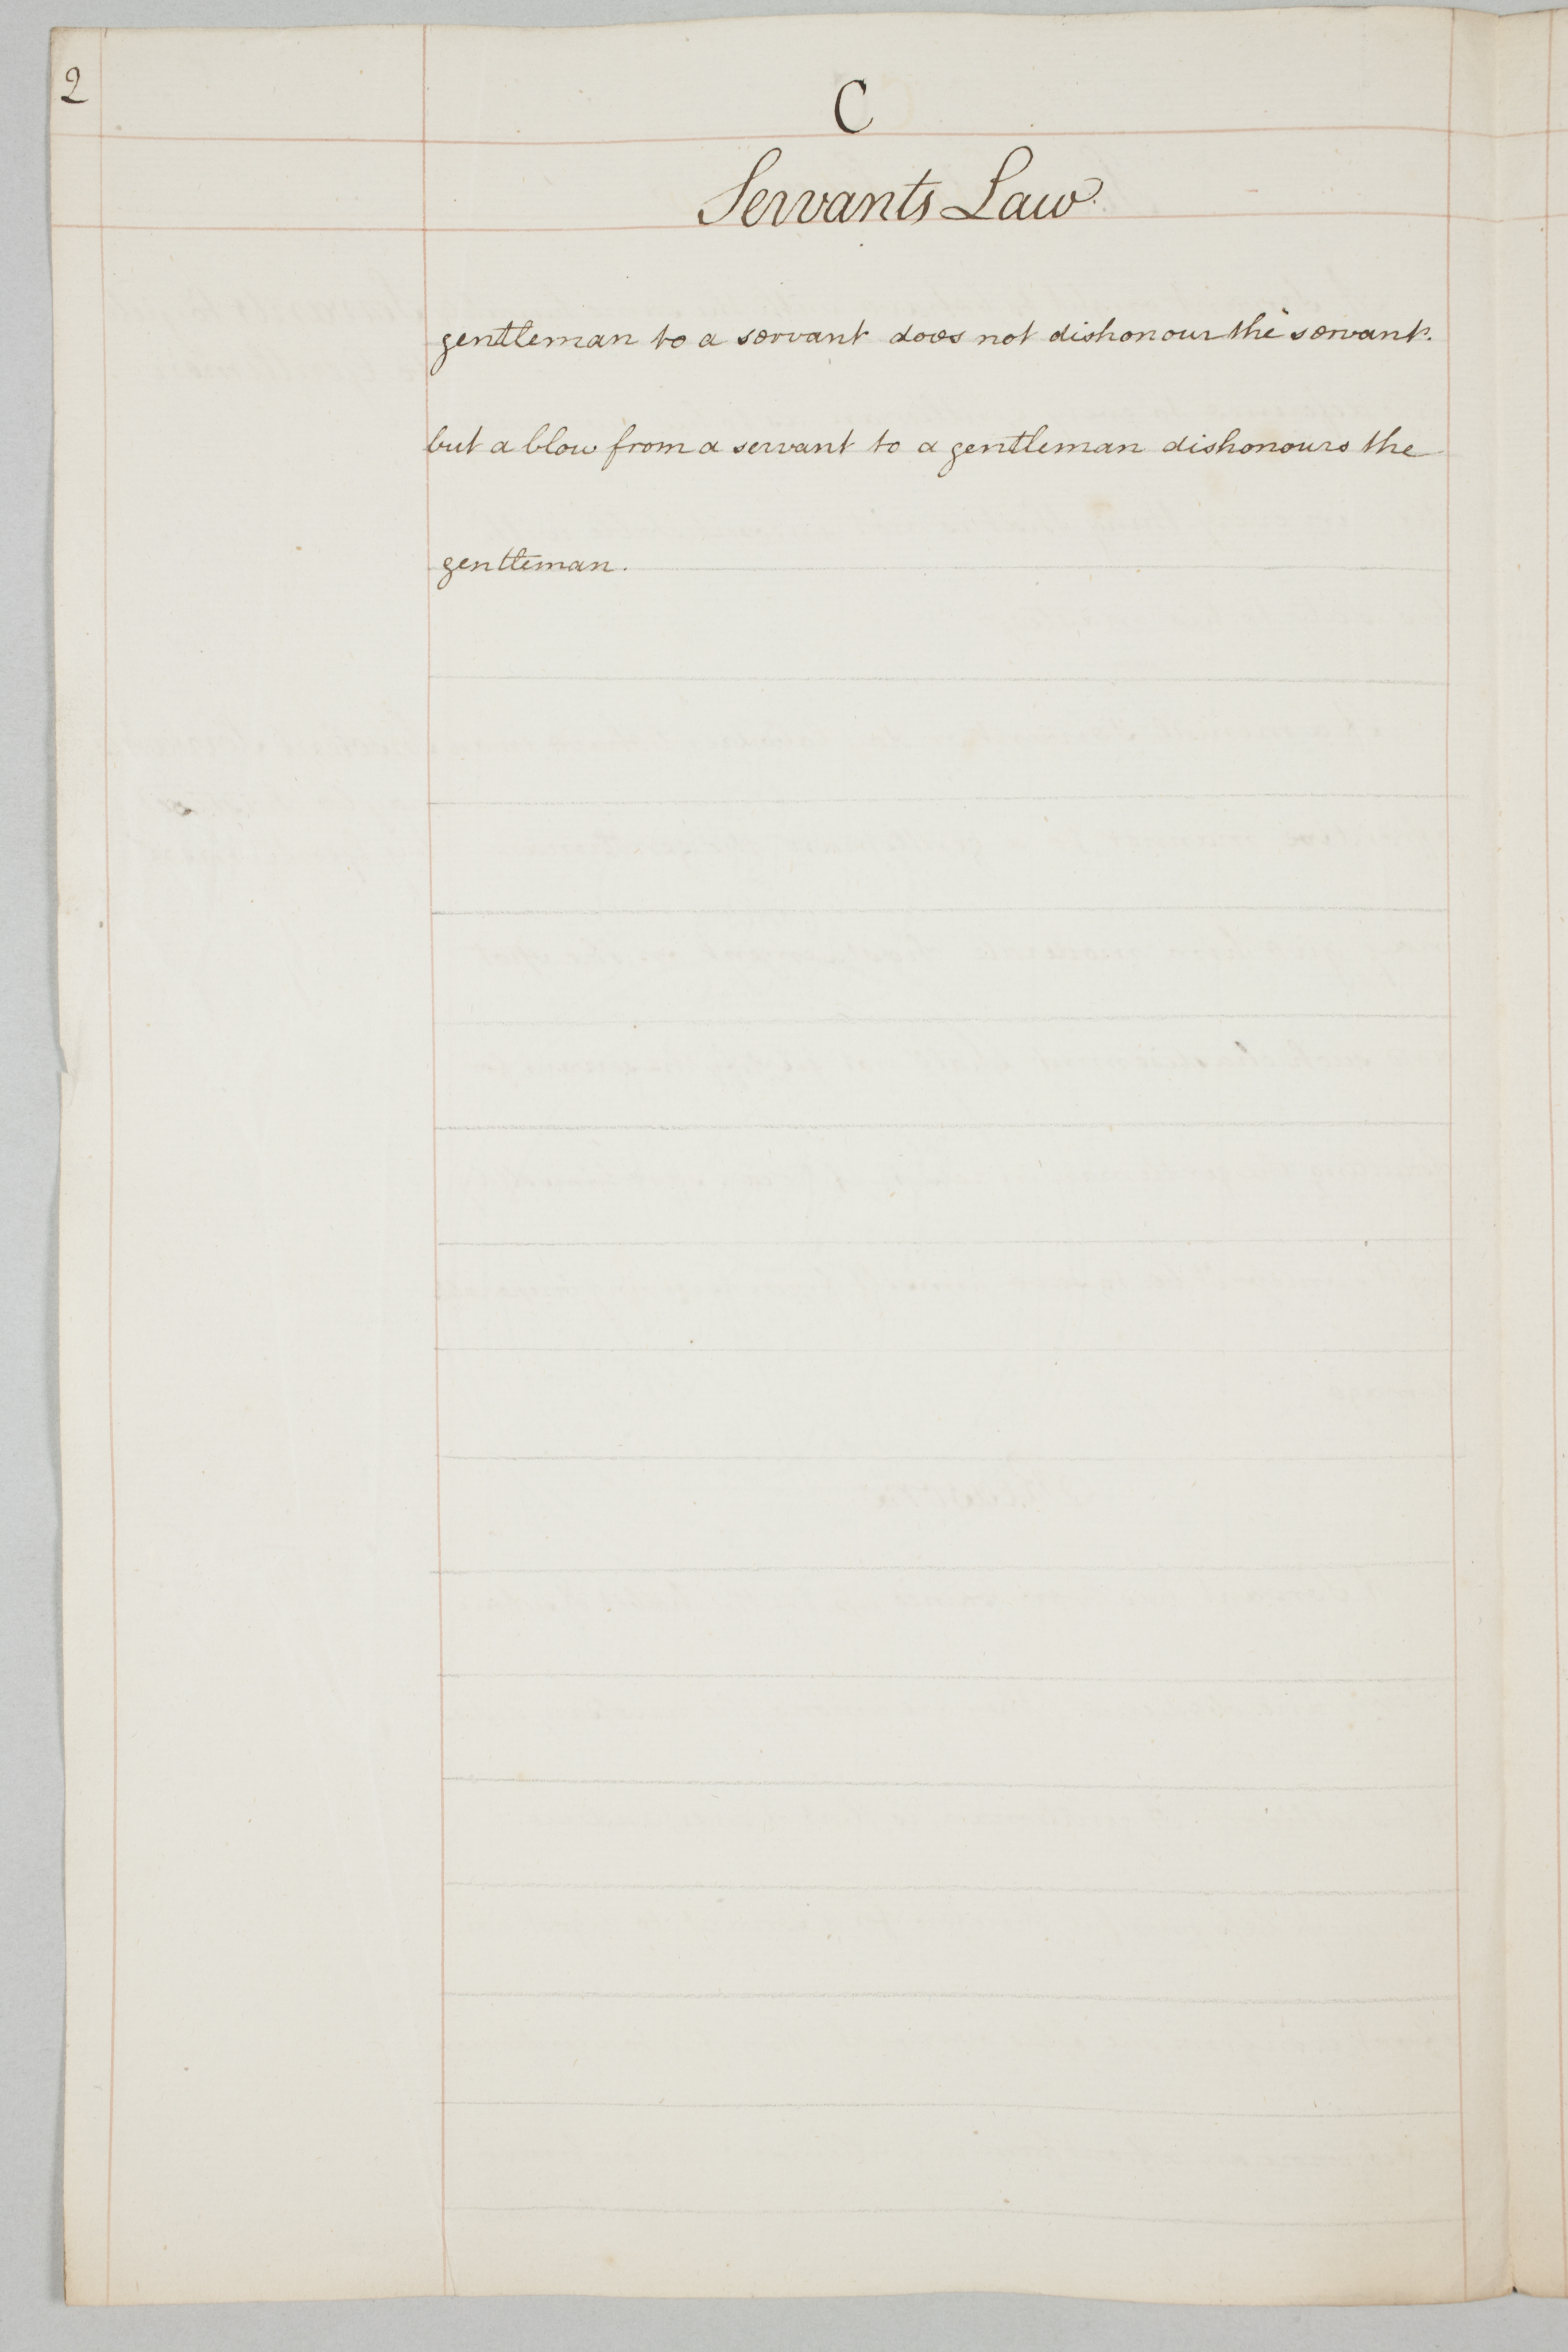 2
C
Servants Law.
gentleman to a servant does not dishonour the servant.
but a blow from a servant to a gentleman dishonours the
gentleman.